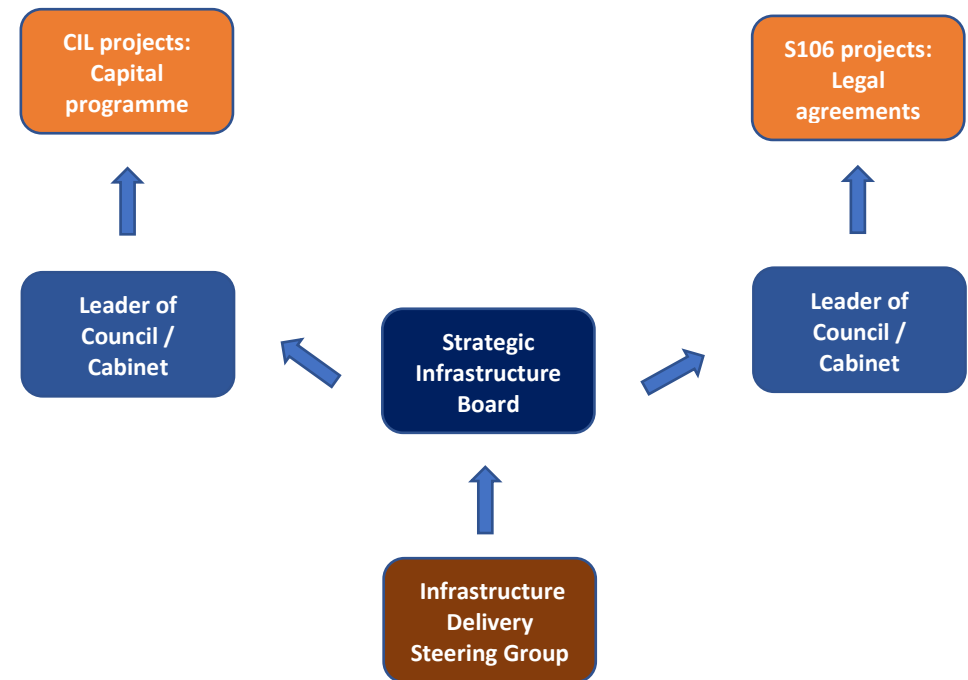 CIL projects:
Capital
programme
S106 projects:
Legal
agreements
Leader of
Council /
Cabinet
Strategic
Infrastructure
Board
Leader of
Council /
Cabinet
Infrastructure
Delivery
Steering Group